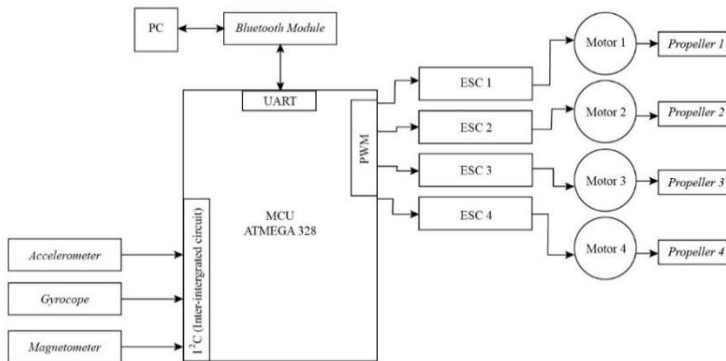 PC
Bluetooth Module
UART
PWM
MCU
ATMEGA 328
I²C (Inter-intergrated circuit)
Accelerometer
Gyrocope
Magnetometer
ESC 1
ESC 2
ESC 3
ESC 4
Motor 1
Motor 2
Motor 3
Motor 4
Propeller 1
Propeller 2
Propeller 3
Propeller 4